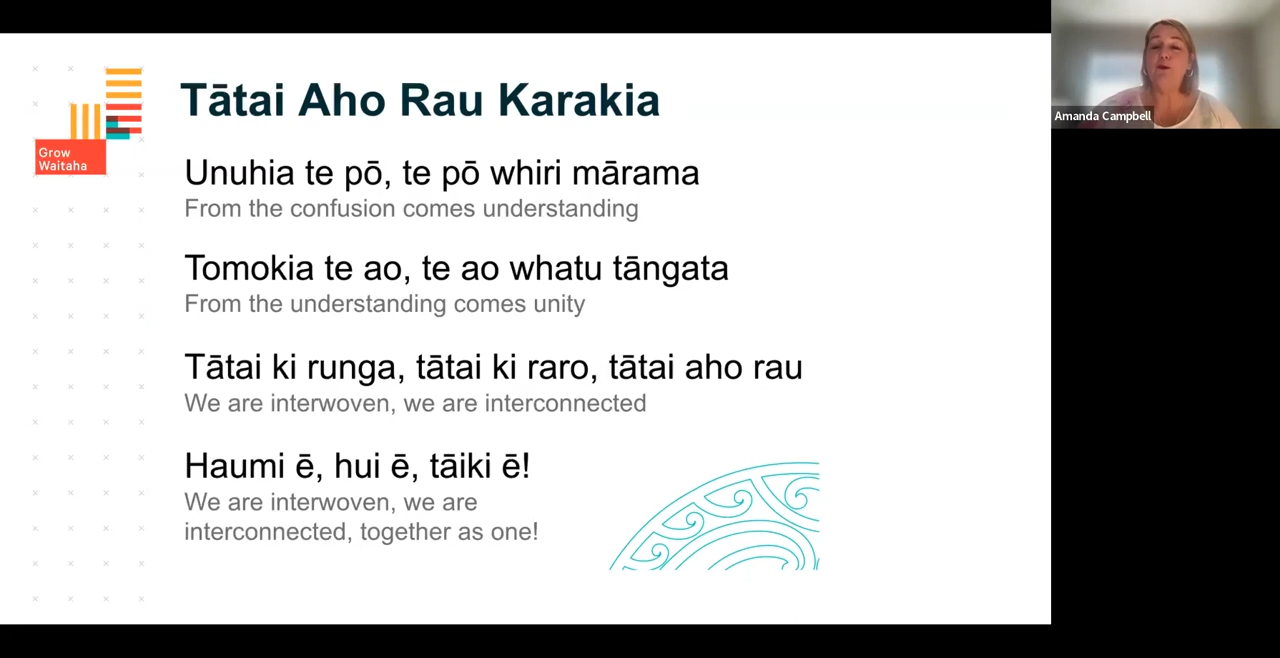 Grow
Waitaha
Tātai Aho Rau Karakia
Unuhia te pō, te pō whiri mārama
From the confusion comes understanding
Tomokia te ao, te ao whatu tāngata
From the understanding comes unity
Tātai ki runga, tātai ki raro, tātai aho rau
We are interwoven, we are interconnected
Haumi ē, hui ē, tāiki ē!
We are interwoven, we are
interconnected, together as one!
Amanda Campbell